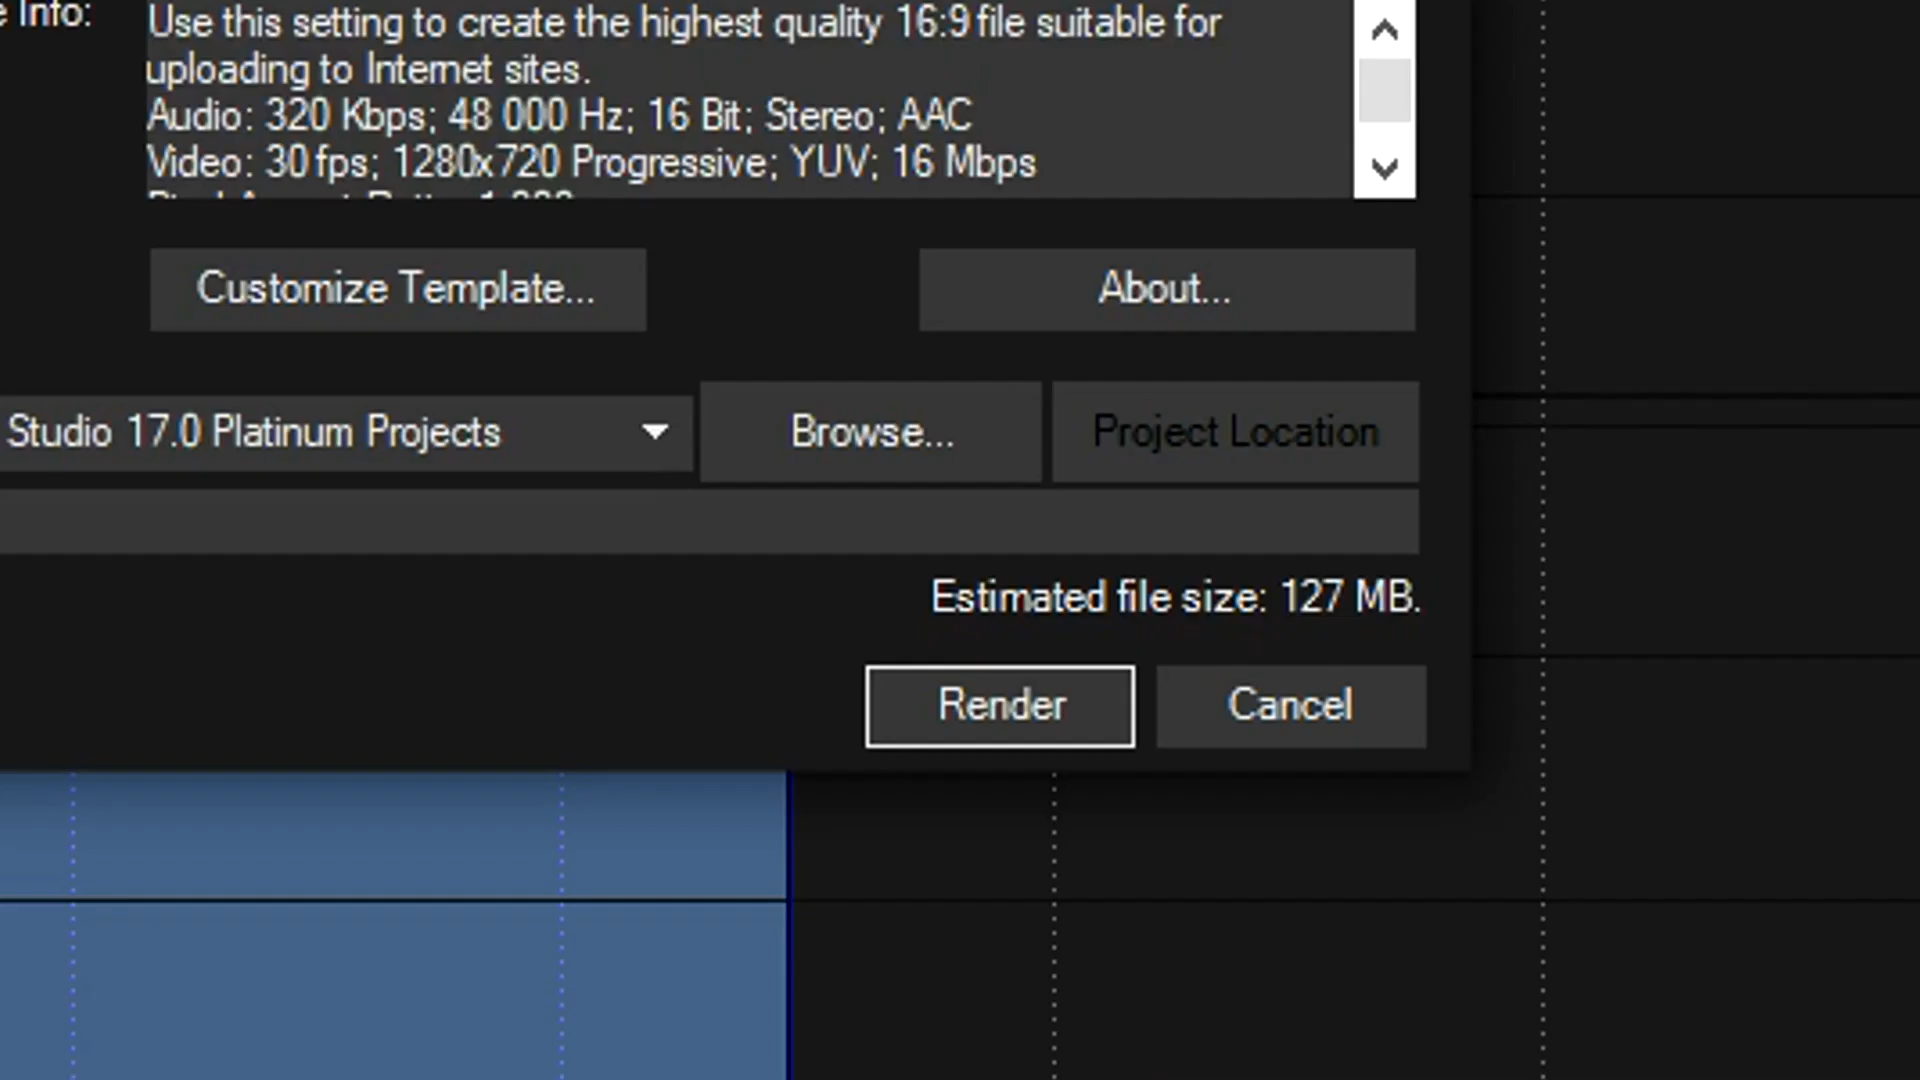 e Info:
Use this setting to create the highest quality 16:9 file suitable for
uploading to Internet sites.
Audio: 320 Kbps; 48 000 Hz; 16 Bit; Stereo; AAC
Video: 30 fps; 1280x720 Progressive; YUV; 16 Mbps
Customize Template...
About...
Studio 17.0 Platinum Projects
Browse...
Project Location
Estimated file size: 127 MB.
Render
Cancel